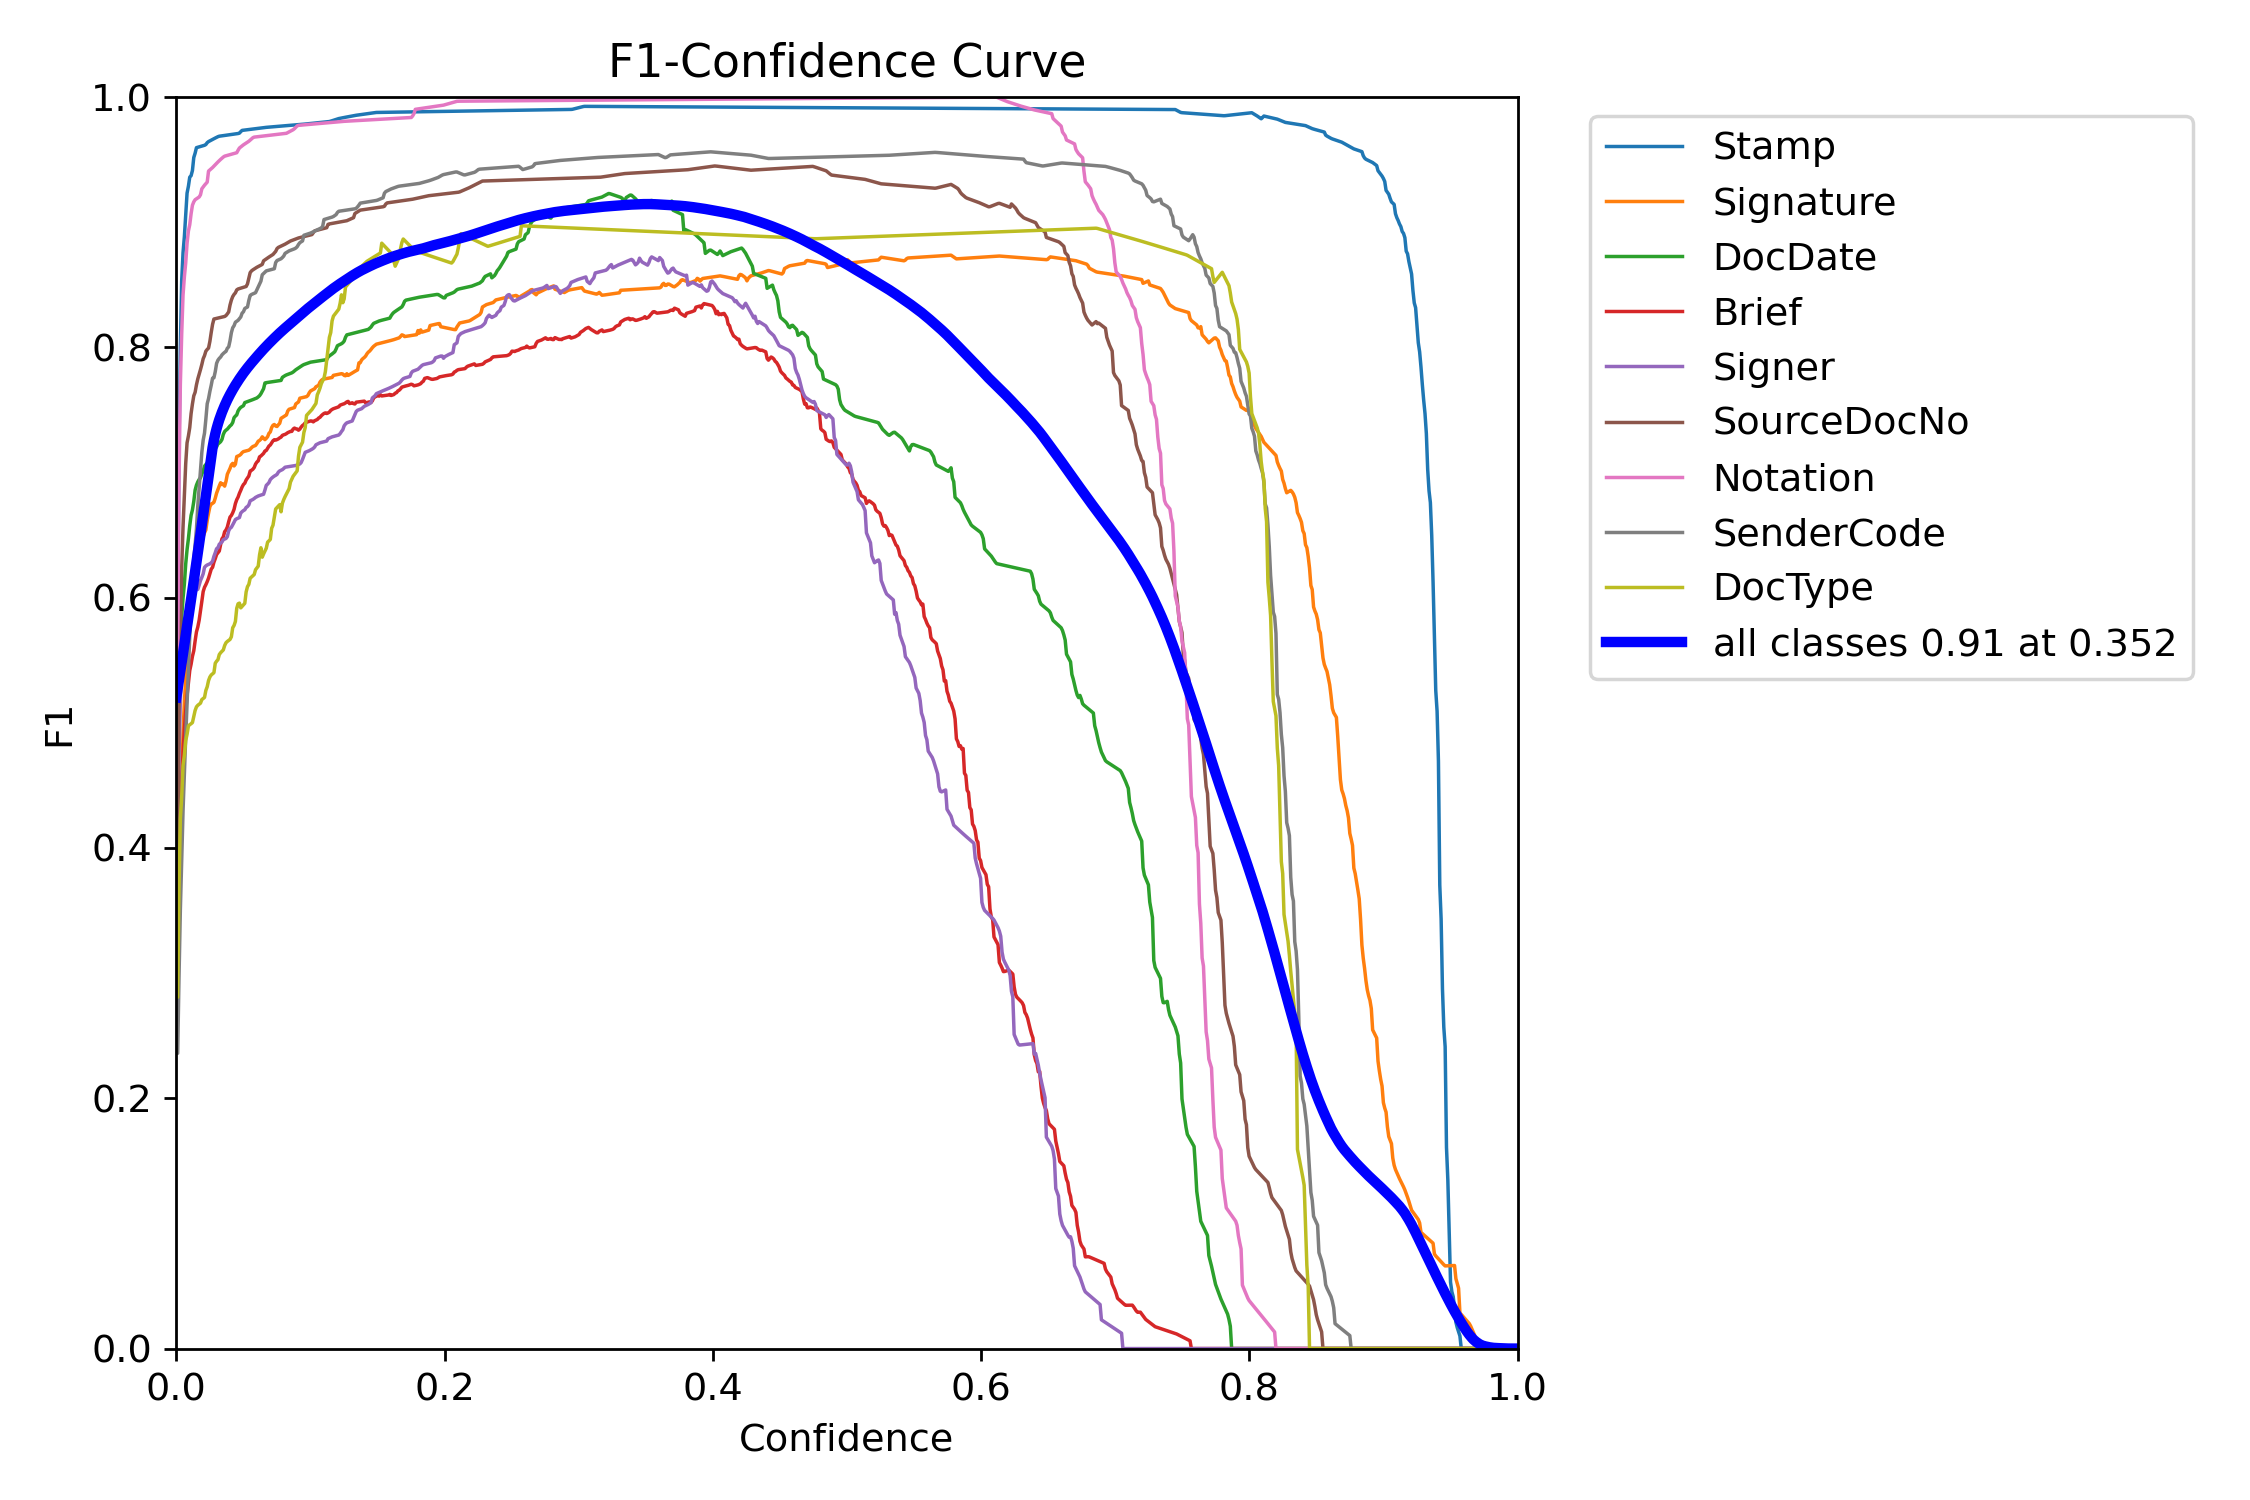 F1-Confidence Curve
1.0
0.8
0.6
0.4
0.2
0.0
F1
0.0 0.2 0.4 0.6 0.8 1.0
Confidence
Stamp
Signature
DocDate
Brief
Signer
SourceDocNo
Notation
SenderCode
DocType
all classes 0.91 at 0.352